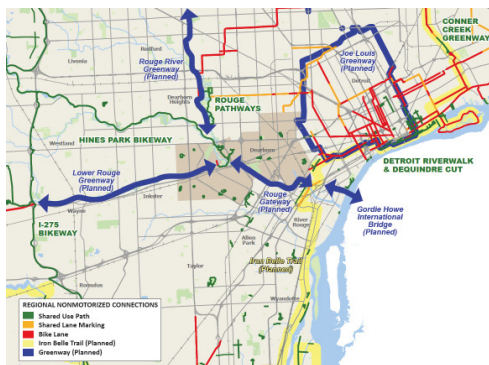 CONNER
CREEK
GREENWAY
Joe Louis
Greenway
(Planned)
Livonia
Redford
Rouge River
Greenway
(Planned)
Detroit
Dearborn
Heights
ROUGE
PATHWAYS
HINES PARK BIKEWAY
Westland
Dearborn
DETROIT RIVERWALK
& DEQUINDRE CUT
Lower Rouge
Greenway
(Planned)
Rouge
Gateway
(Planned)
Inkster
Wayne
Gordie Howe
International
Bridge
(Planned)
I-275
BIKEWAY
River
Rouge
Allen
Park
Iron Belle Trail
(Planned)
Taylor
Romulus
Wyandotte
REGIONAL NONMOTORIZED CONNECTIONS
Shared Use Path
Shared Lane Marking
Bike Lane
Iron Belle Trail (Planned)
Greenway (Planned)